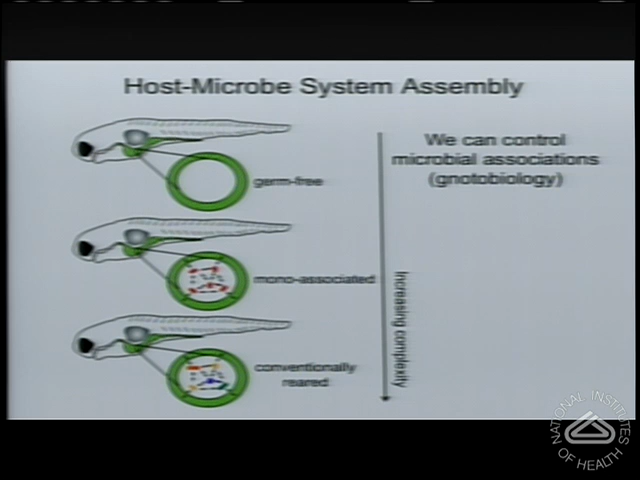 Host-Microbe System Assembly
We can control
microbial associations
(gnotobiology)
germ-free
mono-associated
conventionally
reared
Increasing complexity
NATIONAL INSTITUTES
OF HEALTH